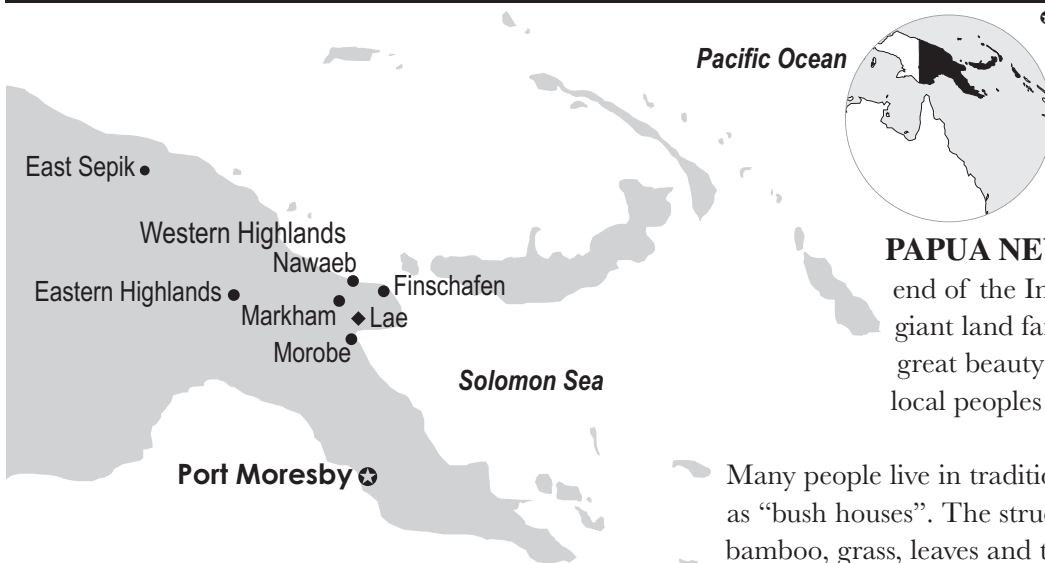 Pacific Ocean
East Sepik
Western Highlands
Nawaeb
Eastern Highlands
Finschafen
Markham
Lae
Morobe
Solomon Sea
Port Moresby
PAPUA NE
end of the In
giant land fa
great beauty
local peoples
Many people live in traditio
as “bush houses”. The struc
bamboo, grass, leaves and t